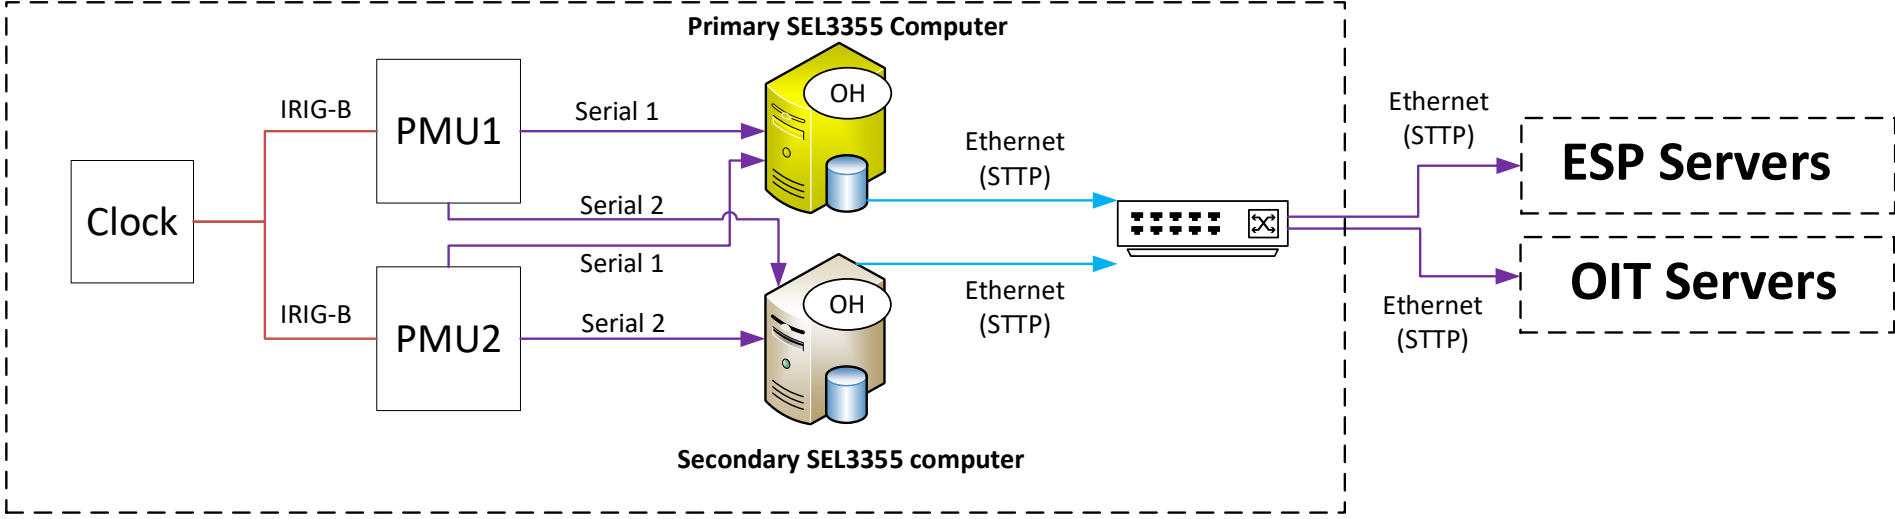 Primary SEL3355 Computer
OH
IRIG-B
PMU1
Serial 1
Ethernet
(STTP)
Ethernet
(STTP)
ESP Servers
Clock
Serial 2
Serial 1
IRIG-B
PMU2
Serial 2
OH
Ethernet
(STTP)
OIT Servers
Ethernet
(STTP)
Secondary SEL3355 computer